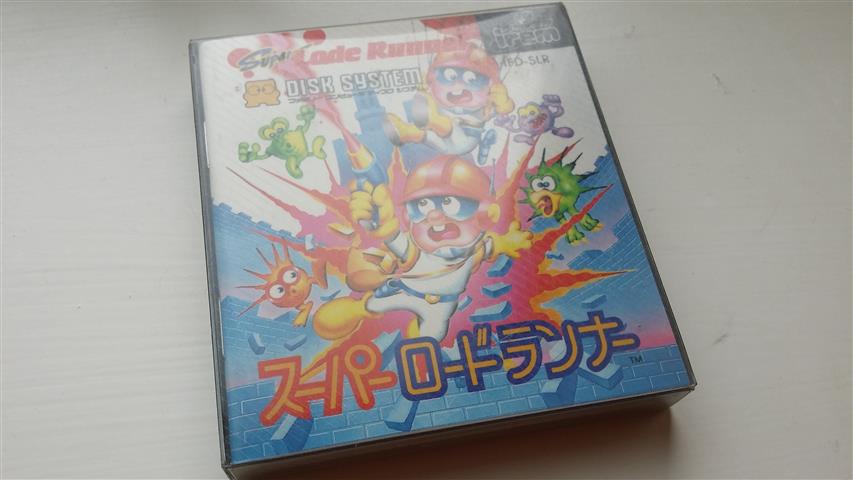 Super Lode Runner
irem
IFD-SLR
DISK SYSTEM
スーパーロードランナー
TM